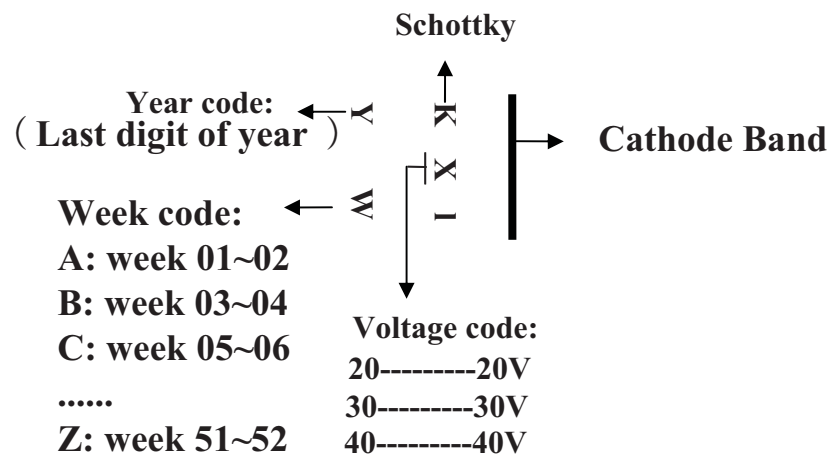 Schottky
Year code:
( Last digit of year )
Y
K
X
I
W
Cathode Band
Week code:
A: week 01~02
B: week 03~04
C: week 05~06
......
Z: week 51~52
Voltage code:
20---------20V
30---------30V
40---------40V